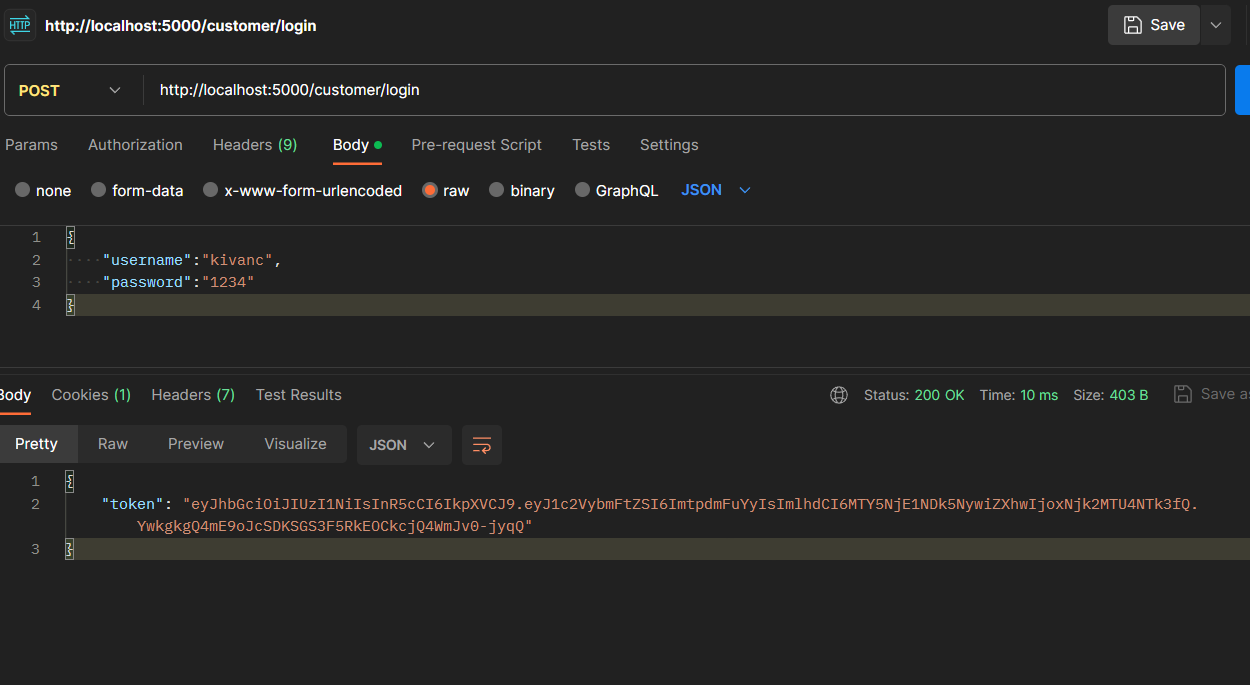 HTTP http://localhost:5000/customer/login Save
POST http://localhost:5000/customer/login
Params Authorization Headers (9) Body Pre-request Script Tests Settings
none form-data x-www-form-urlencoded raw binary GraphQL JSON
1 {
2 "username":"kivanc",
3 "password":"1234"
4 }
Body Cookies (1) Headers (7) Test Results Status: 200 OK Time: 10 ms Size: 403 B Save as
Pretty Raw Preview Visualize JSON
1 {
2 "token": "eyJhbGciOiJIUzI1NiIsInR5cCI6IkpXVCJ9.eyJ1c2VybmFtZSI6ImtpdmFuYyIsImlhdCI6MTY5NjE1NDk5NywiZXhwIjoxNjk2MTU4NTk3fQ.
YwkgkgQ4mE9oJcSDKSGS3F5RkEOCkcjQ4WmJv0-jyqQ"
3 }